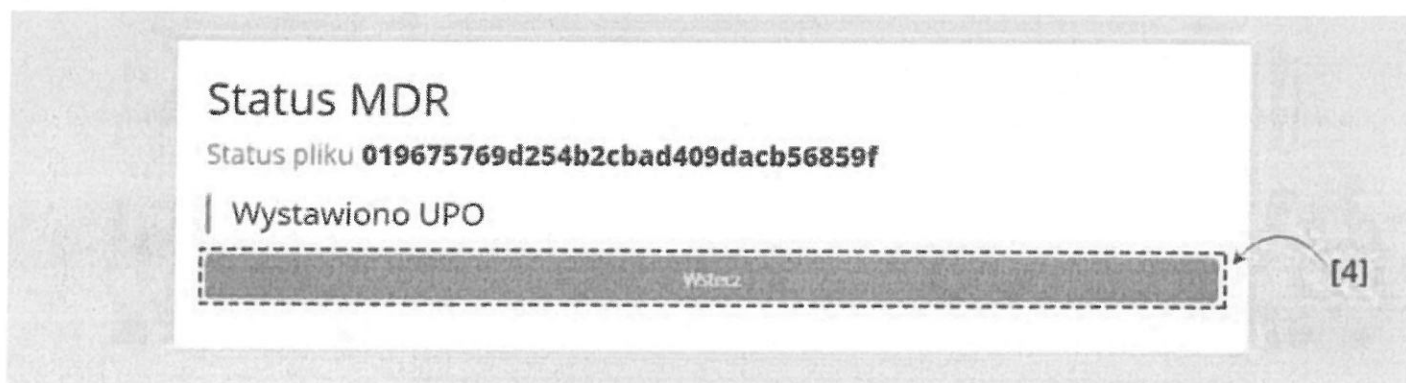 Status MDR
Status pliku 019675769d254b2cbad409dacb56859f
Wystawiono UPO
Wstecz
[4]